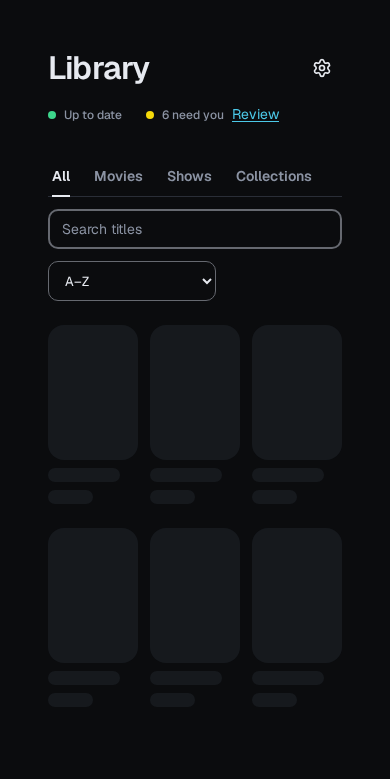 Library
Up to date 6 need you Review
All Movies Shows Collections
Search titles
A–Z